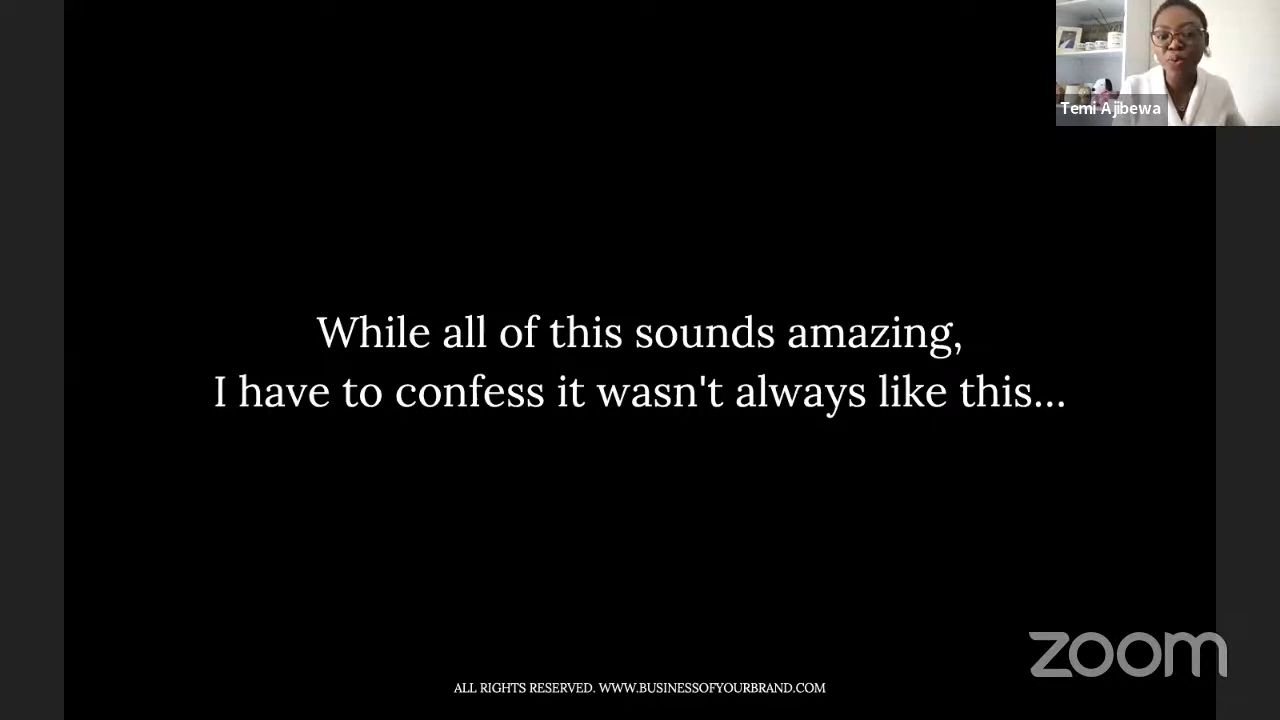 Temi Ajibewa
While all of this sounds amazing,
I have to confess it wasn't always like this...
zoom
ALL RIGHTS RESERVED. WWW.BUSINESSOFYOURBRAND.COM